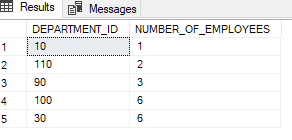 Results Messages
DEPARTMENT_ID NUMBER_OF_EMPLOYEES
1 10 1
2 110 2
3 90 3
4 100 6
5 30 6